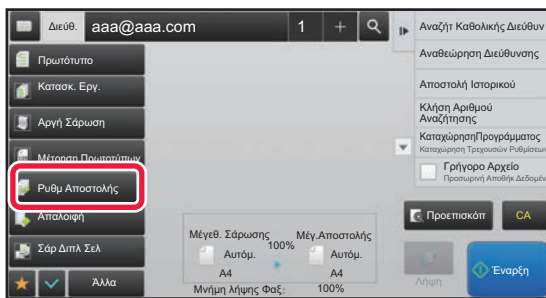 Διεύθ. aaa@aaa.com 1 +
Πρωτότυπο
Κατασκ. Εργ.
Αργή Σάρωση
Μέτρηση Πρωτοτύπων
Ρυθμ Αποστολής
Απαλοιφή
Σάρ Διπλ Σελ
Άλλα
Μέγεθ. Σάρωσης
100%
Μέγ.Αποστολής
Αυτόμ.
A4
Αυτόμ.
A4
Μνήμη λήψης Φαξ: 100%
Αναζήτ Καθολικής Διεύθυν
Αναθεώρηση Διεύθυνσης
Αποστολή Ιστορικού
Κλήση Αριθμού
Αναζήτησης
ΚαταχώρησηΠρογράμματος
Καταχώρηση Τρεχουσών Ρυθμίσεων
Γρήγορο Αρχείο
Προσωρινή Αποθήκ Δεδομέν
Προεπισκόπ
CA
Λήψη
Έναρξη